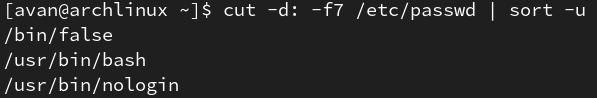 [avan@archlinux ~]$ cut -d: -f7 /etc/passwd | sort -u
/bin/false
/usr/bin/bash
/usr/bin/nologin